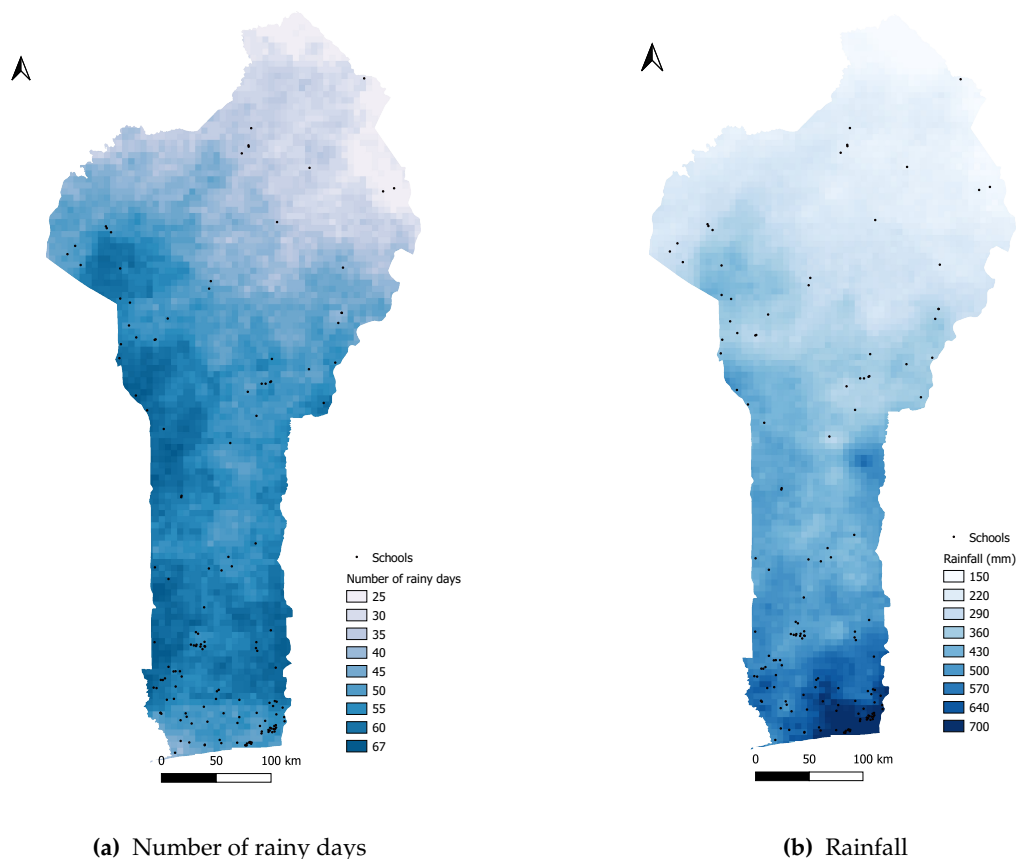 Schools
Number of rainy days
25
30
35
40
45
50
55
60
67
0 50 100 km
(a) Number of rainy days
Schools
Rainfall (mm)
150
220
290
360
430
500
570
640
700
0 50 100 km
(b) Rainfall